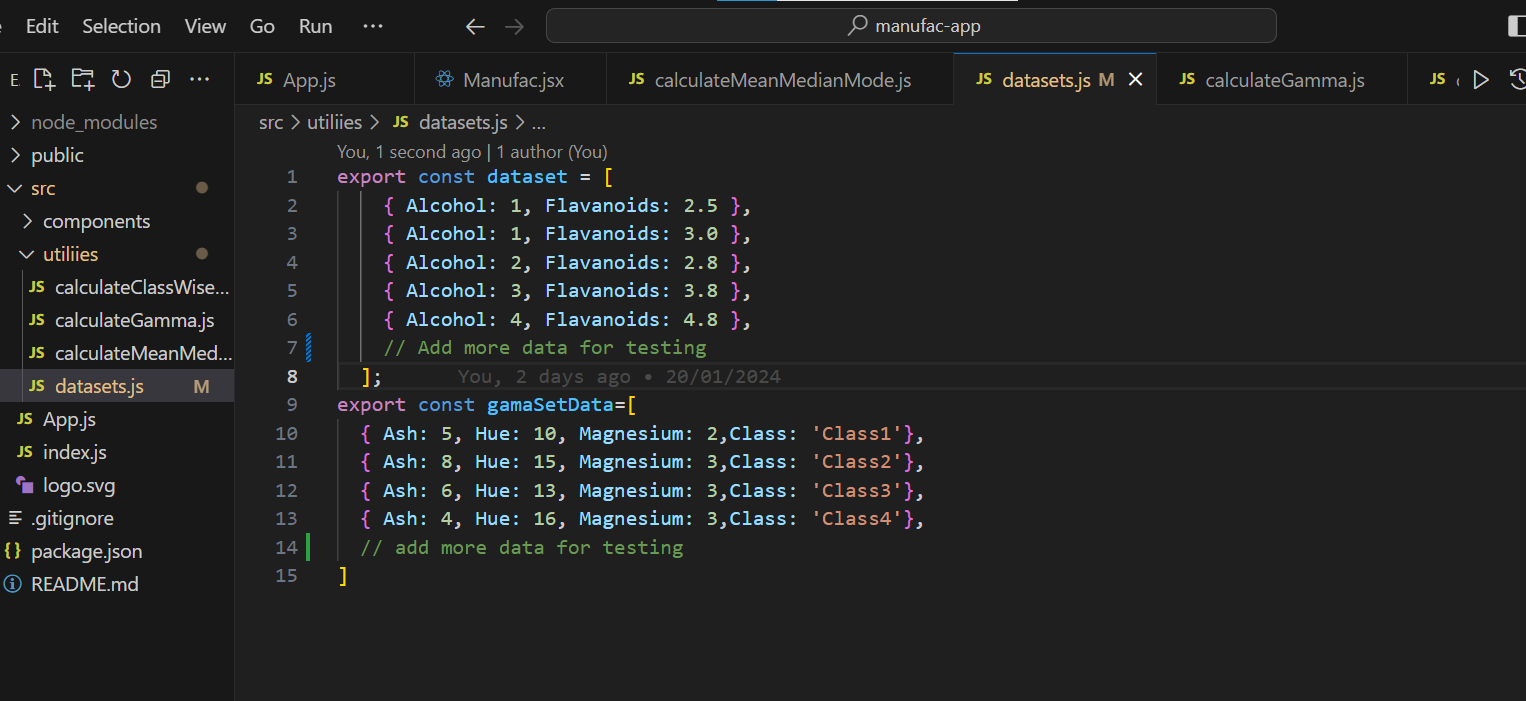 Edit Selection View Go Run ...
manufac-app
E
JS App.js
Manufac.jsx
JS calculateMeanMedianMode.js
JS datasets.js M
JS calculateGamma.js
JS
node_modules
public
src
components
utiliies
JS calculateClassWise...
JS calculateGamma.js
JS calculateMeanMed...
JS datasets.js M
JS App.js
JS index.js
logo.svg
.gitignore
{} package.json
README.md
src > utiliies > JS datasets.js > ...
You, 1 second ago | 1 author (You)
1 export const dataset = [
2 { Alcohol: 1, Flavanoids: 2.5 },
3 { Alcohol: 1, Flavanoids: 3.0 },
4 { Alcohol: 2, Flavanoids: 2.8 },
5 { Alcohol: 3, Flavanoids: 3.8 },
6 { Alcohol: 4, Flavanoids: 4.8 },
7 // Add more data for testing
8 ]; You, 2 days ago • 20/01/2024
9 export const gamaSetData=[
10 { Ash: 5, Hue: 10, Magnesium: 2,Class: 'Class1'},
11 { Ash: 8, Hue: 15, Magnesium: 3,Class: 'Class2'},
12 { Ash: 6, Hue: 13, Magnesium: 3,Class: 'Class3'},
13 { Ash: 4, Hue: 16, Magnesium: 3,Class: 'Class4'},
14 // add more data for testing
15 ]